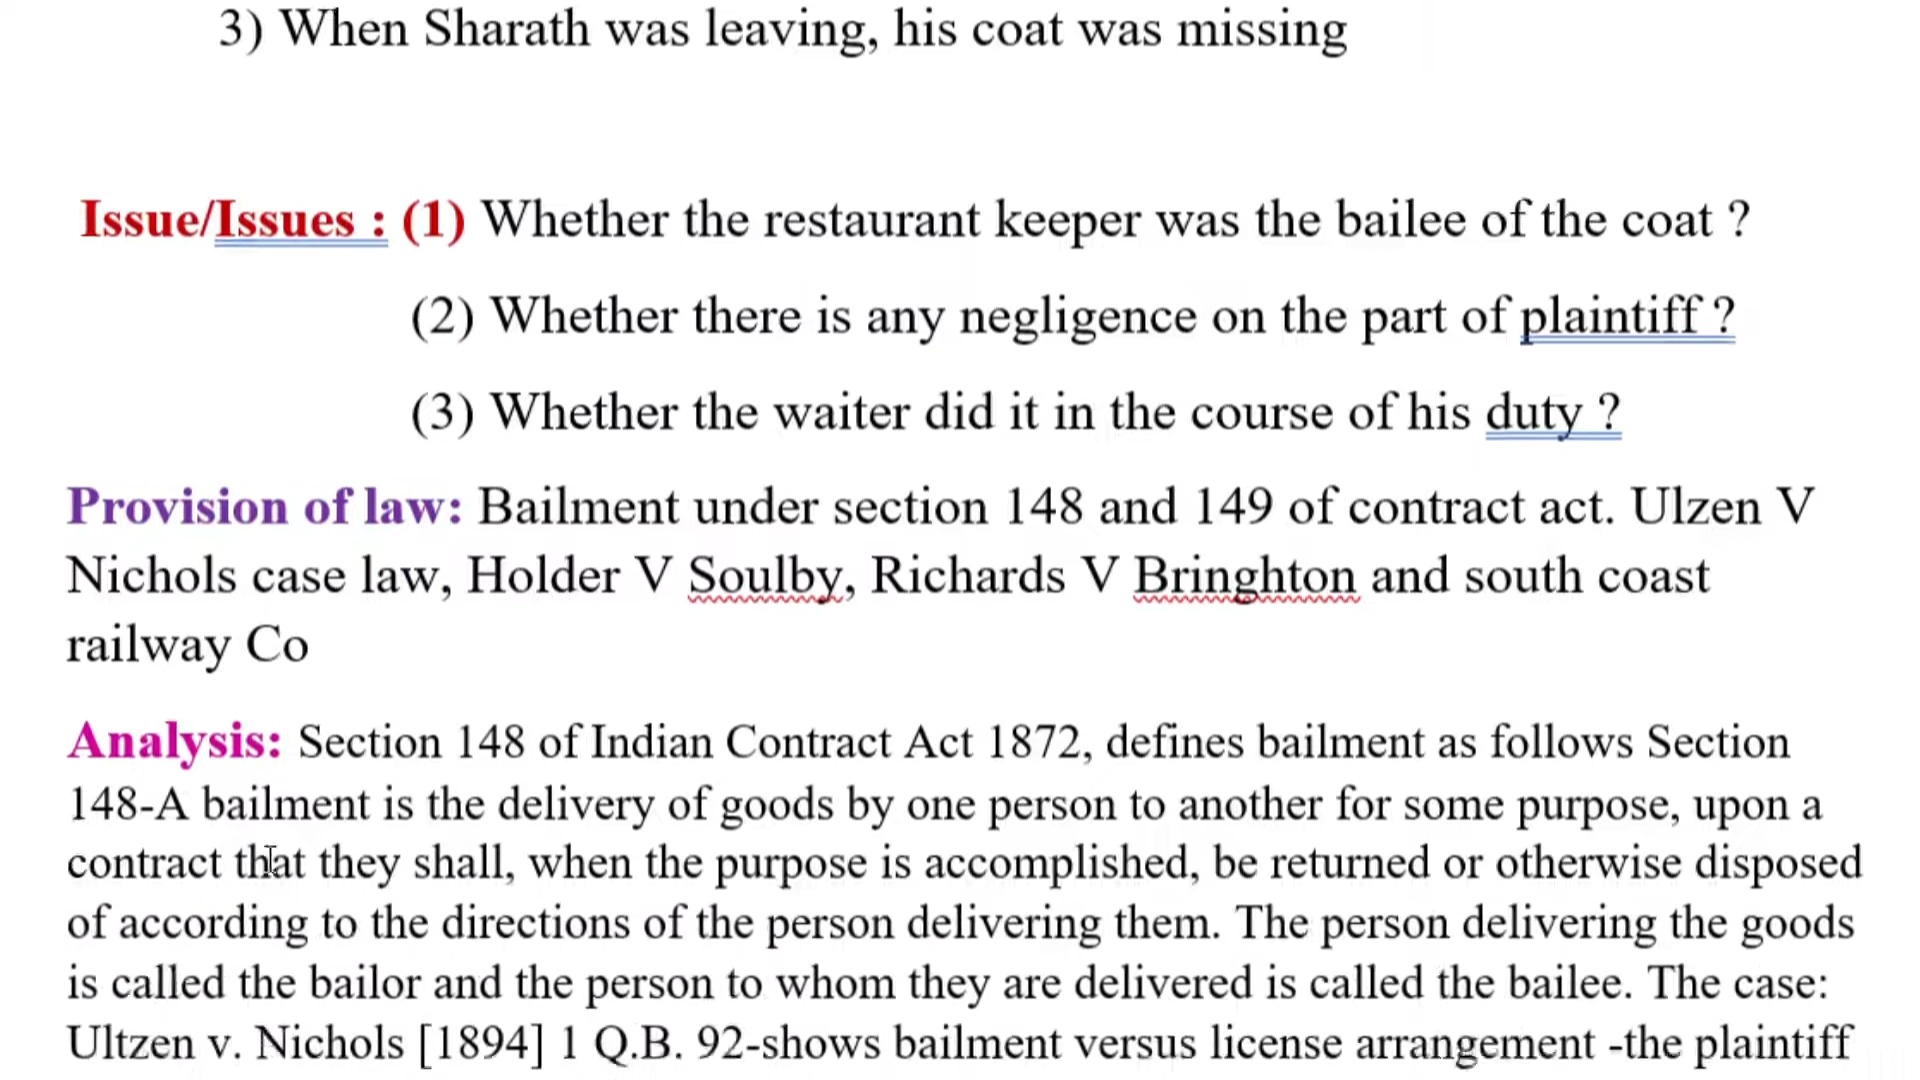 3) When Sharath was leaving, his coat was missing
Issue/Issues : (1) Whether the restaurant keeper was the bailee of the coat ?
(2) Whether there is any negligence on the part of plaintiff ?
(3) Whether the waiter did it in the course of his duty ?
Provision of law: Bailment under section 148 and 149 of contract act. Ulzen V
Nichols case law, Holder V Soulby, Richards V Bringhton and south coast
railway Co
Analysis: Section 148 of Indian Contract Act 1872, defines bailment as follows Section
148-A bailment is the delivery of goods by one person to another for some purpose, upon a
contract that they shall, when the purpose is accomplished, be returned or otherwise disposed
of according to the directions of the person delivering them. The person delivering the goods
is called the bailor and the person to whom they are delivered is called the bailee. The case:
Ultzen v. Nichols [1894] 1 Q.B. 92-shows bailment versus license arrangement -the plaintiff